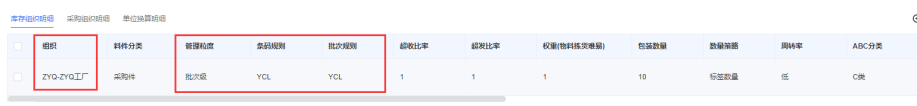 库存组织明细 采购组织明细 单位换算明细
组织 料件分类 管理粒度 条码规则 批次规则 超收比率 超发比率 权重(物料拣货难易) 包装数量 数量策略 周转率 ABC分类
ZYQ-ZYQ工厂 采购件 批次级 YCL YCL 1 1 1 10 标签数量 低 C类